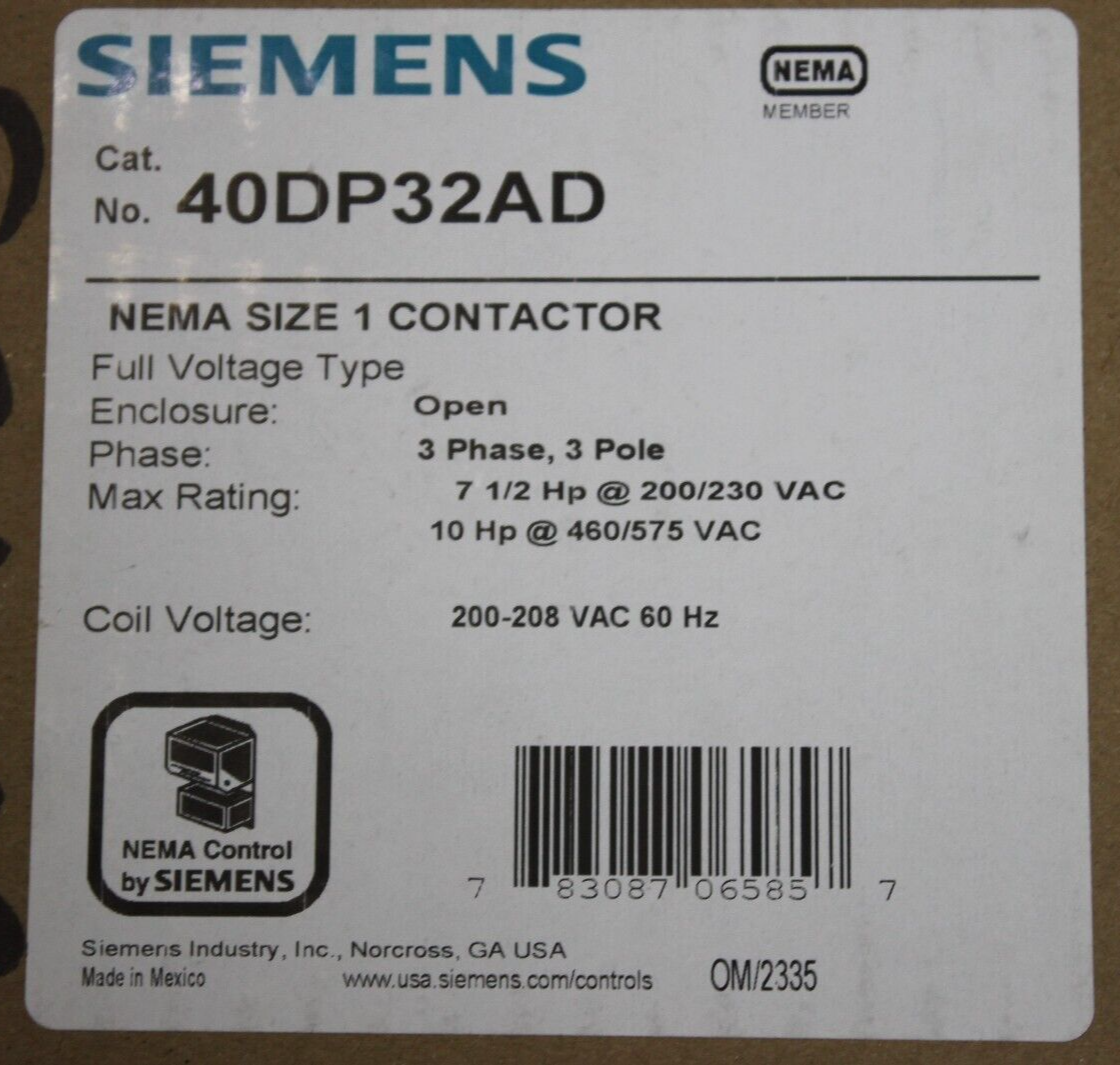 SIEMENS
NEMA
MEMBER
Cat.
No. 40DP32AD
NEMA SIZE 1 CONTACTOR
Full Voltage Type
Enclosure: Open
Phase: 3 Phase, 3 Pole
Max Rating: 7 1/2 Hp @ 200/230 VAC
10 Hp @ 460/575 VAC
Coil Voltage: 200-208 VAC 60 Hz
NEMA Control
by SIEMENS
7 83087 06585 7
Siemens Industry, Inc., Norcross, GA USA
Made in Mexico www.usa.siemens.com/controls OM/2335